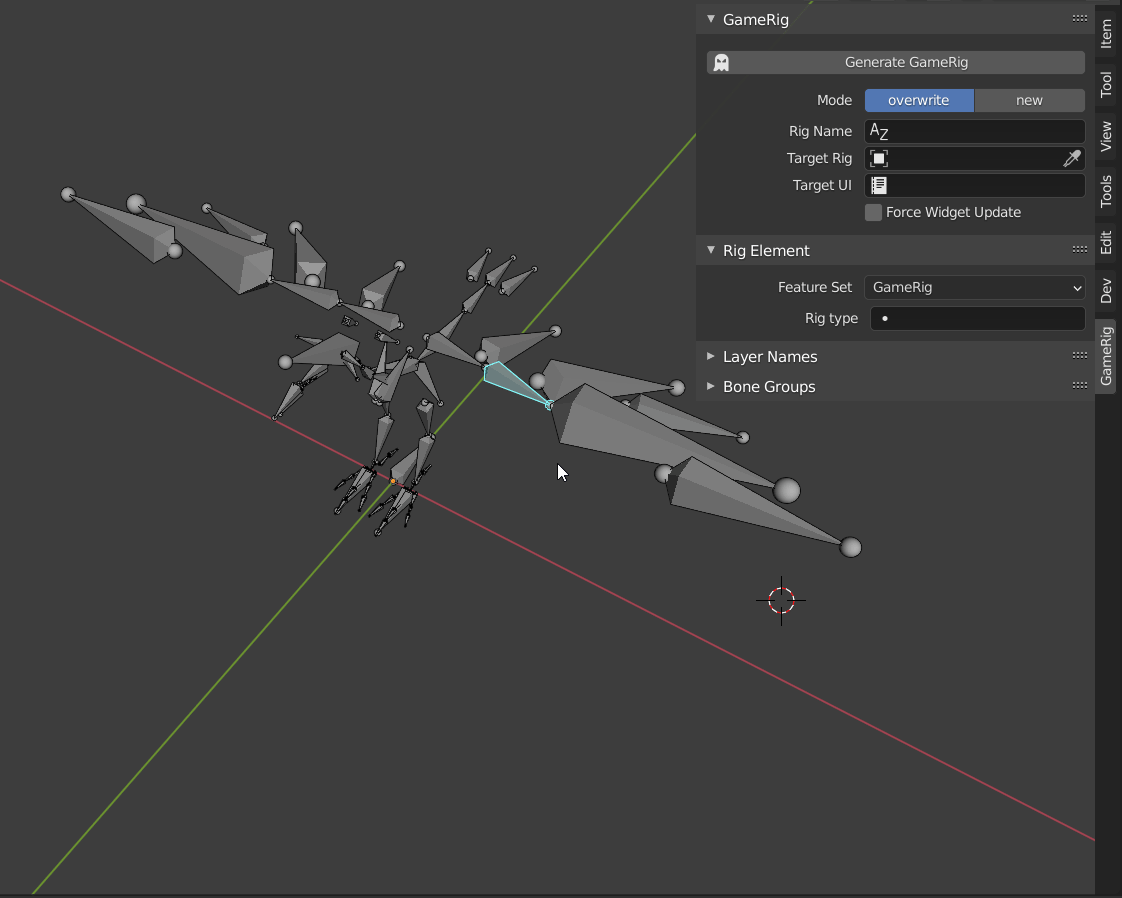 GameRig
Generate GameRig
Mode overwrite new
Rig Name
Target Rig
Target UI
Force Widget Update
Rig Element
Feature Set GameRig
Rig type
Layer Names
Bone Groups
Item
Tool
View
Tools
Edit
Dev
GameRig